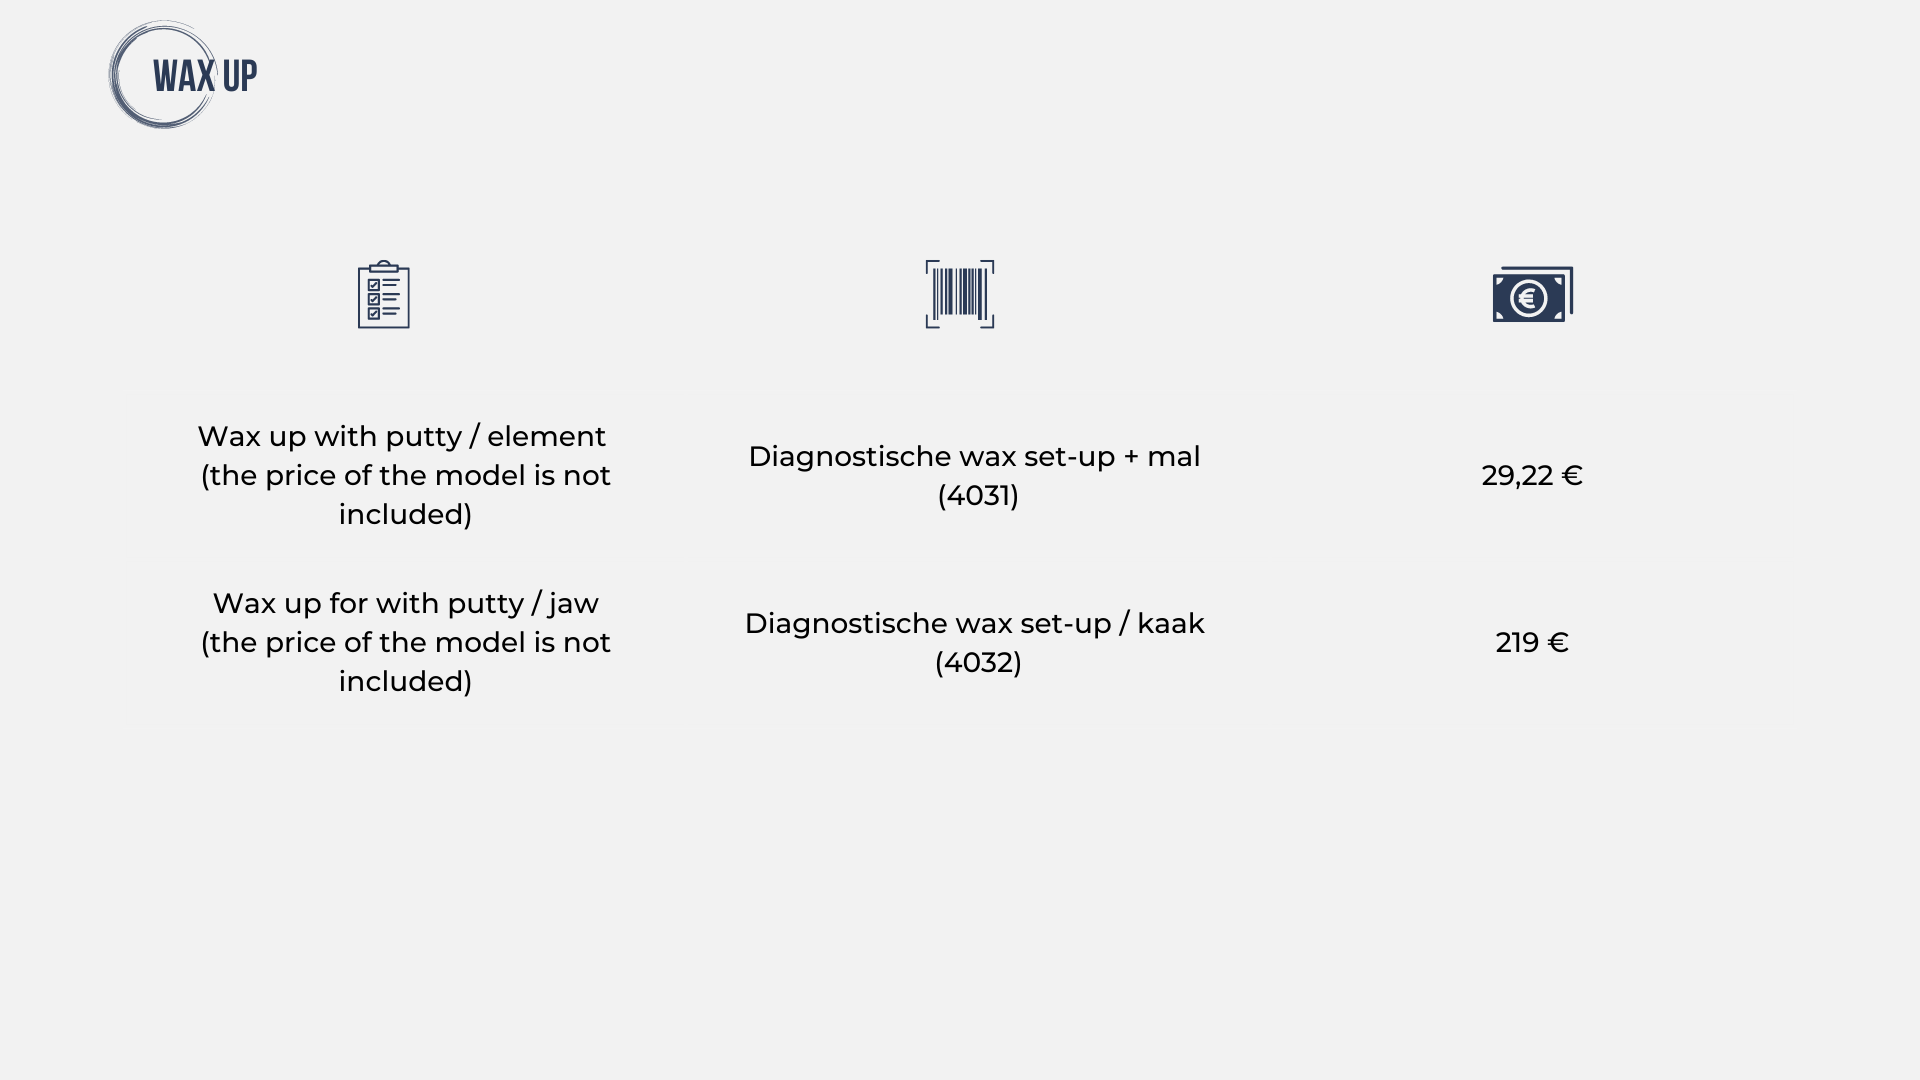 WAX UP
Wax up with putty / element
(the price of the model is not
included)
Diagnostische wax set-up + mal
(4031)
29,22 €
Wax up for with putty / jaw
(the price of the model is not
included)
Diagnostische wax set-up / kaak
(4032)
219 €